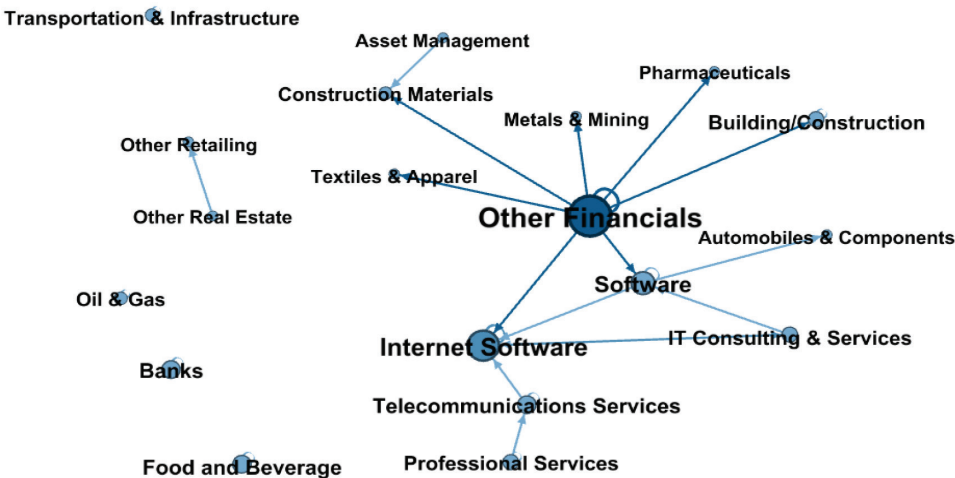 Transportation & Infrastructure
Asset Management
Pharmaceuticals
Construction Materials
Metals & Mining
Building/Construction
Other Retailing
Textiles & Apparel
Other Real Estate
Other Financials
Automobiles & Components
Software
Oil & Gas
IT Consulting & Services
Internet Software
Banks
Telecommunications Services
Professional Services
Food and Beverage